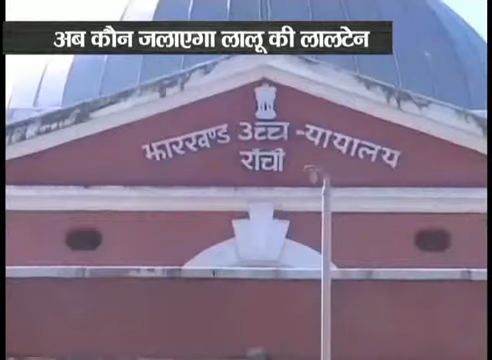 अब कौन जलाएगा लालू की लालटेन
झारखण्ड उच्च न्यायालय
राँची